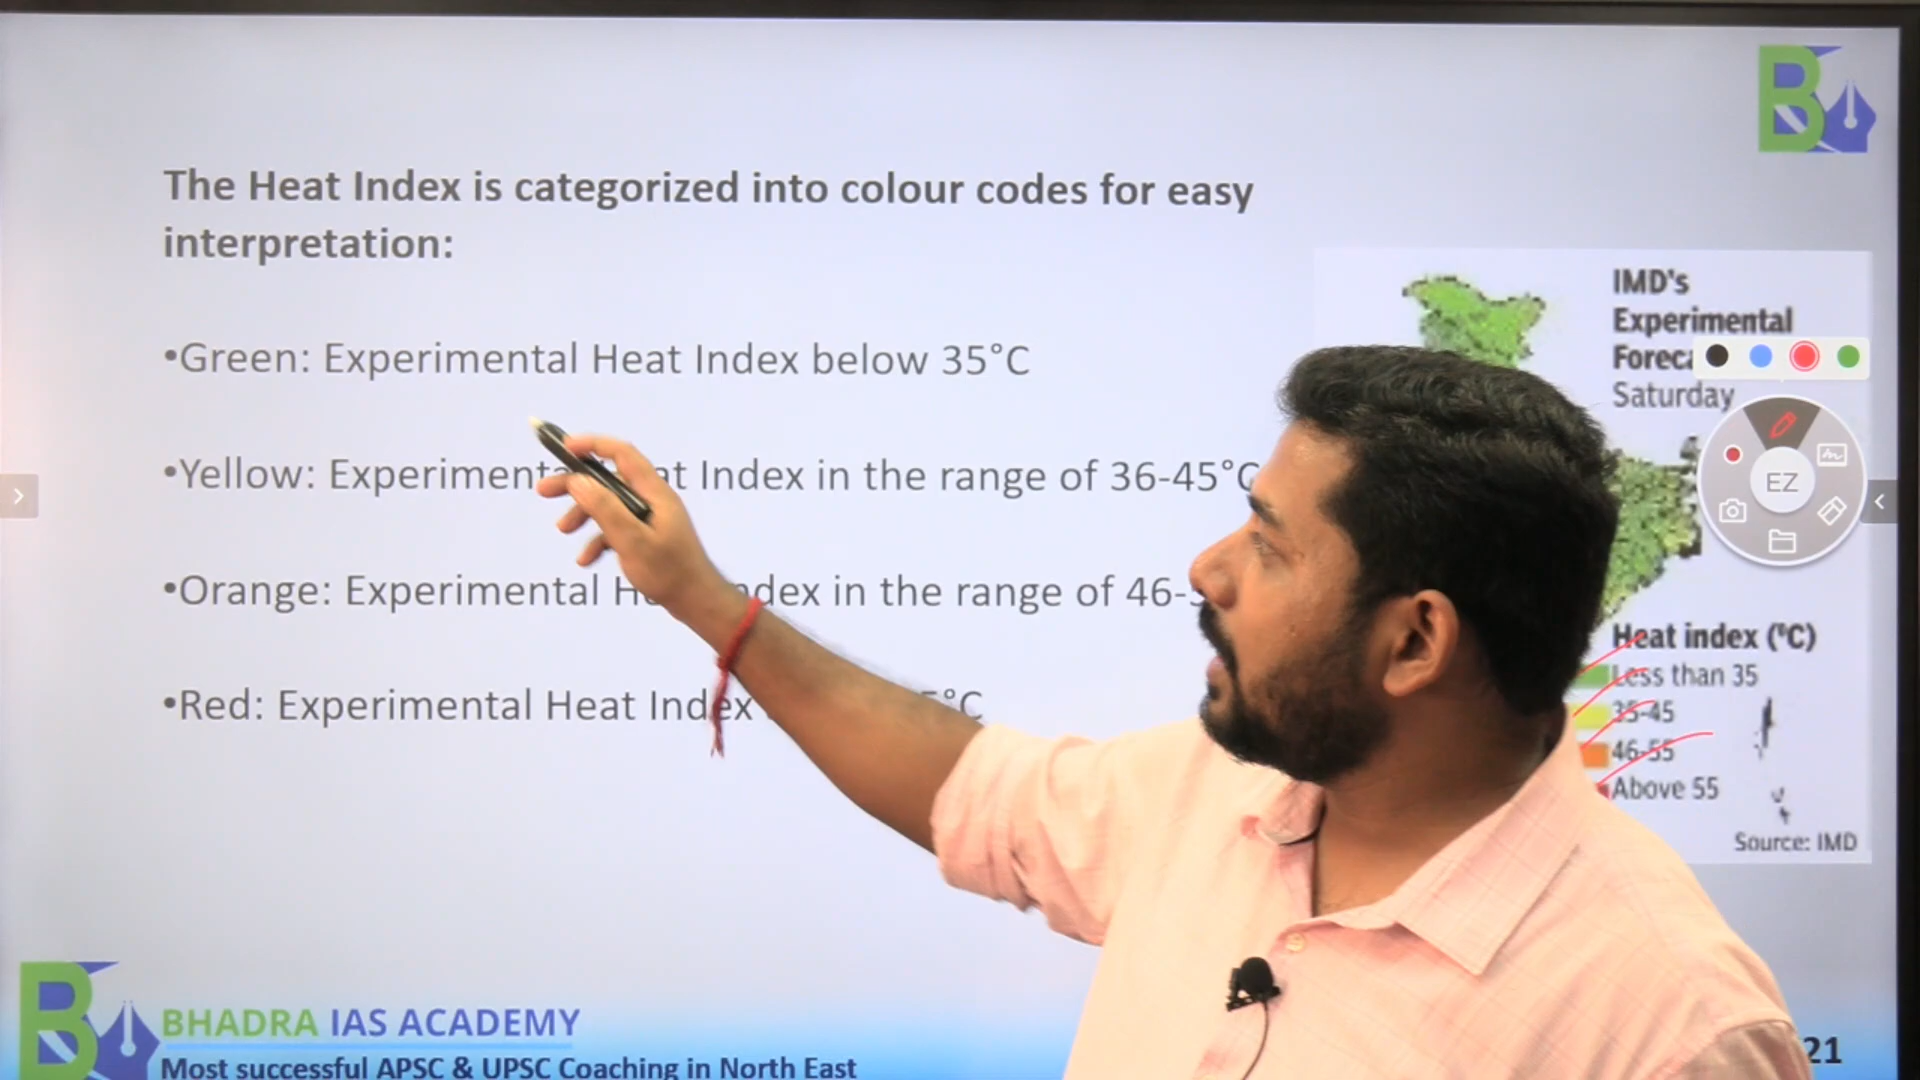 The Heat Index is categorized into colour codes for easy
interpretation:
•Green: Experimental Heat Index below 35°C
•Yellow: Experimenta at Index in the range of 36-45°C
•Orange: Experimental H dex in the range of 46-
•Red: Experimental Heat Index °C
IMD's
Experimental
Foreca
Saturday
EZ
Heat index (°C)
Less than 35
35-45
46-55
Above 55
Source: IMD
BHADRA IAS ACADEMY
Most successful APSC & UPSC Coaching in North East
21